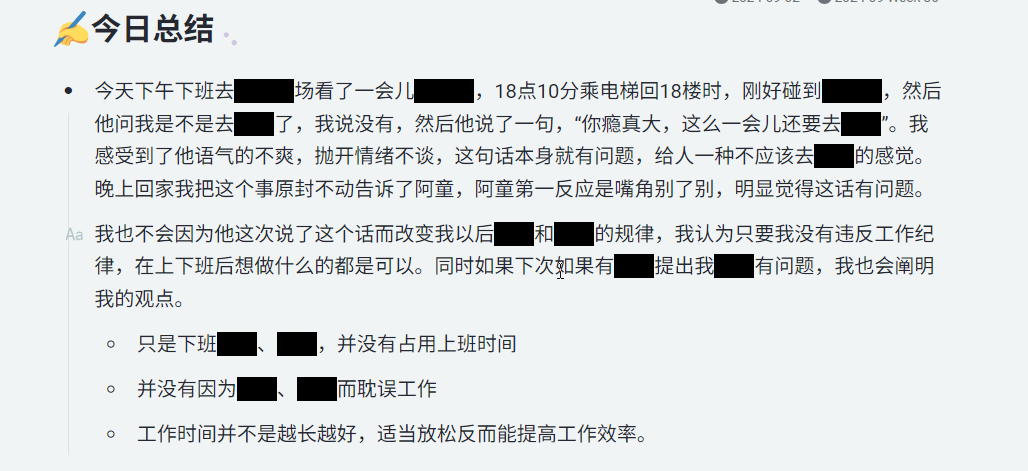 今日总结
今天下午下班去场看了一会儿，18点10分乘电梯回18楼时，刚好碰到，然后
他问我是不是去了，我说没有，然后他说了一句，“你瘾真大，这么一会儿还要去”。我
感受到了他语气的不爽，抛开情绪不谈，这句话本身就有问题，给人一种不应该去的感觉。
晚上回家我把这个事原封不动告诉了阿童，阿童第一反应是嘴角别了别，明显觉得这话有问题。
Aa
我也不会因为他这次说了这个话而改变我以后和的规律，我认为只要我没有违反工作纪
律，在上下班后想做什么的都是可以。同时如果下次如果有提出我有问题，我也会阐明
我的观点。
只是下班、，并没有占用上班时间
并没有因为、而耽误工作
工作时间并不是越长越好，适当放松反而能提高工作效率。